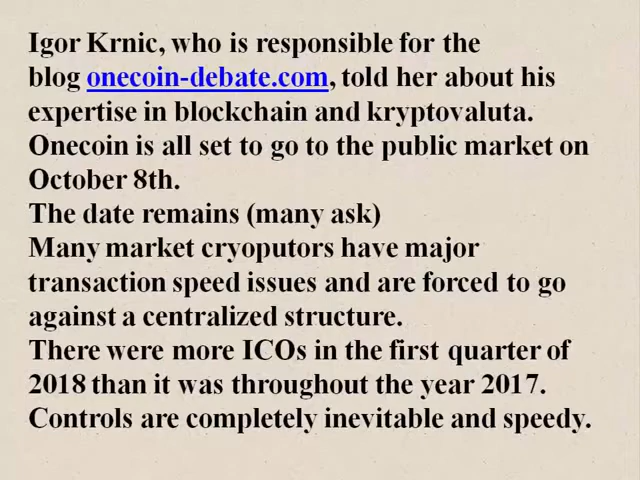 Igor Krnic, who is responsible for the
blog onecoin-debate.com, told her about his
expertise in blockchain and kryptovaluta.
Onecoin is all set to go to the public market on
October 8th.
The date remains (many ask)
Many market cryoputors have major
transaction speed issues and are forced to go
against a centralized structure.
There were more ICOs in the first quarter of
2018 than it was throughout the year 2017.
Controls are completely inevitable and speedy.